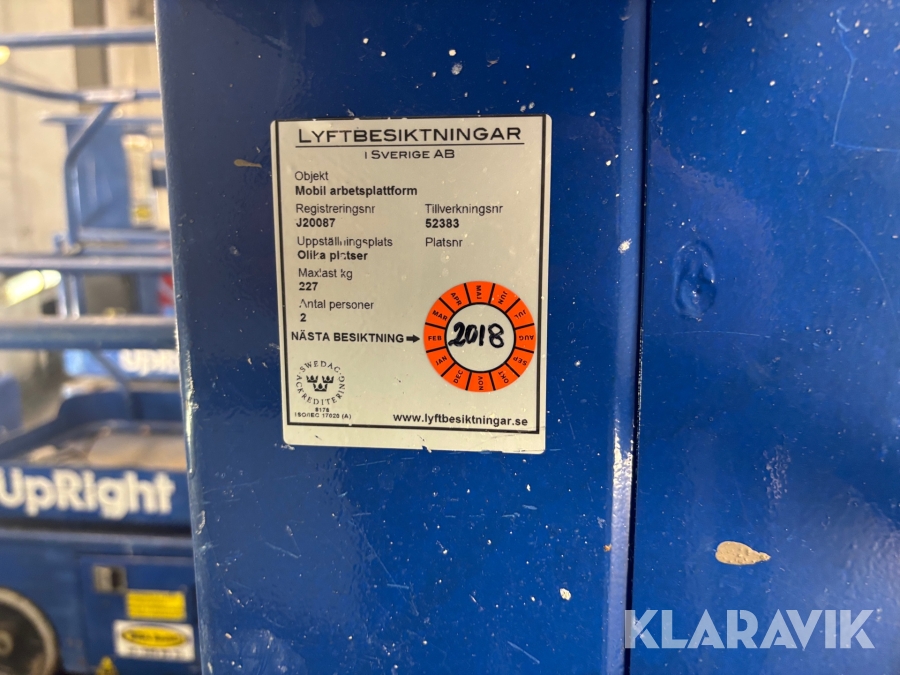 LYFTBESIKTNINGAR
I SVERIGE AB
Objekt
Mobil arbetsplattform
Registreringsnr Tillverkningsnr
J20087 52383
Uppställningsplats Platsnr
Olika platser
Maxlast kg
227
Antal personer
2
NÄSTA BESIKTNING
JAN FEB MAR APR MAJ JUN JUL AUG SEP OKT NOV DEC
2018
SWEDAC ACKREDITERING
ISO/IEC 17020 (A)
www.lyftbesiktningar.se
UpRight
UpRight
KLARAVIK